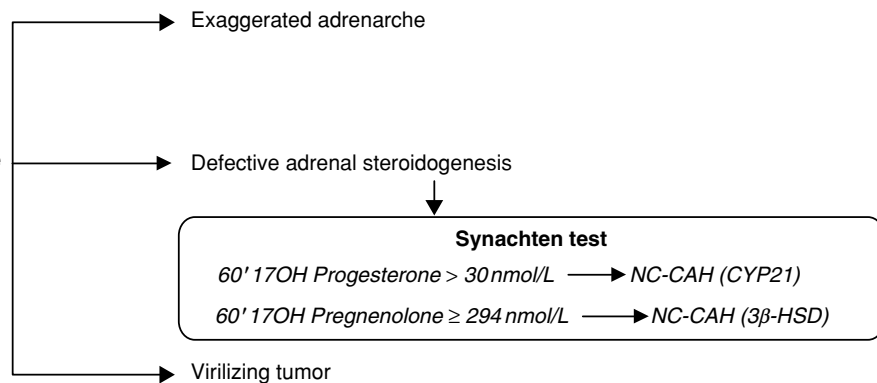 Exaggerated adrenarche
Defective adrenal steroidogenesis
Synachten test
60′ 17OH Progesterone > 30 nmol/L → NC-CAH (CYP21)
60′ 17OH Pregnenolone ≥ 294 nmol/L → NC-CAH (3β-HSD)
Virilizing tumor